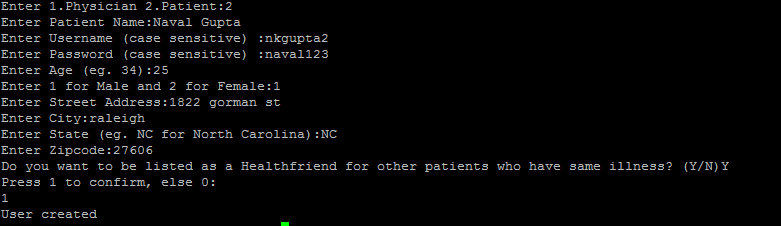 Enter 1.Physician 2.Patient:2
Enter Patient Name:Naval Gupta
Enter Username (case sensitive) :nkgupta2
Enter Password (case sensitive) :naval123
Enter Age (eg. 34):25
Enter 1 for Male and 2 for Female:1
Enter Street Address:1822 gorman st
Enter City:raleigh
Enter State (eg. NC for North Carolina):NC
Enter Zipcode:27606
Do you want to be listed as a Healthfriend for other patients who have same illness? (Y/N)Y
Press 1 to confirm, else 0:
1
User created